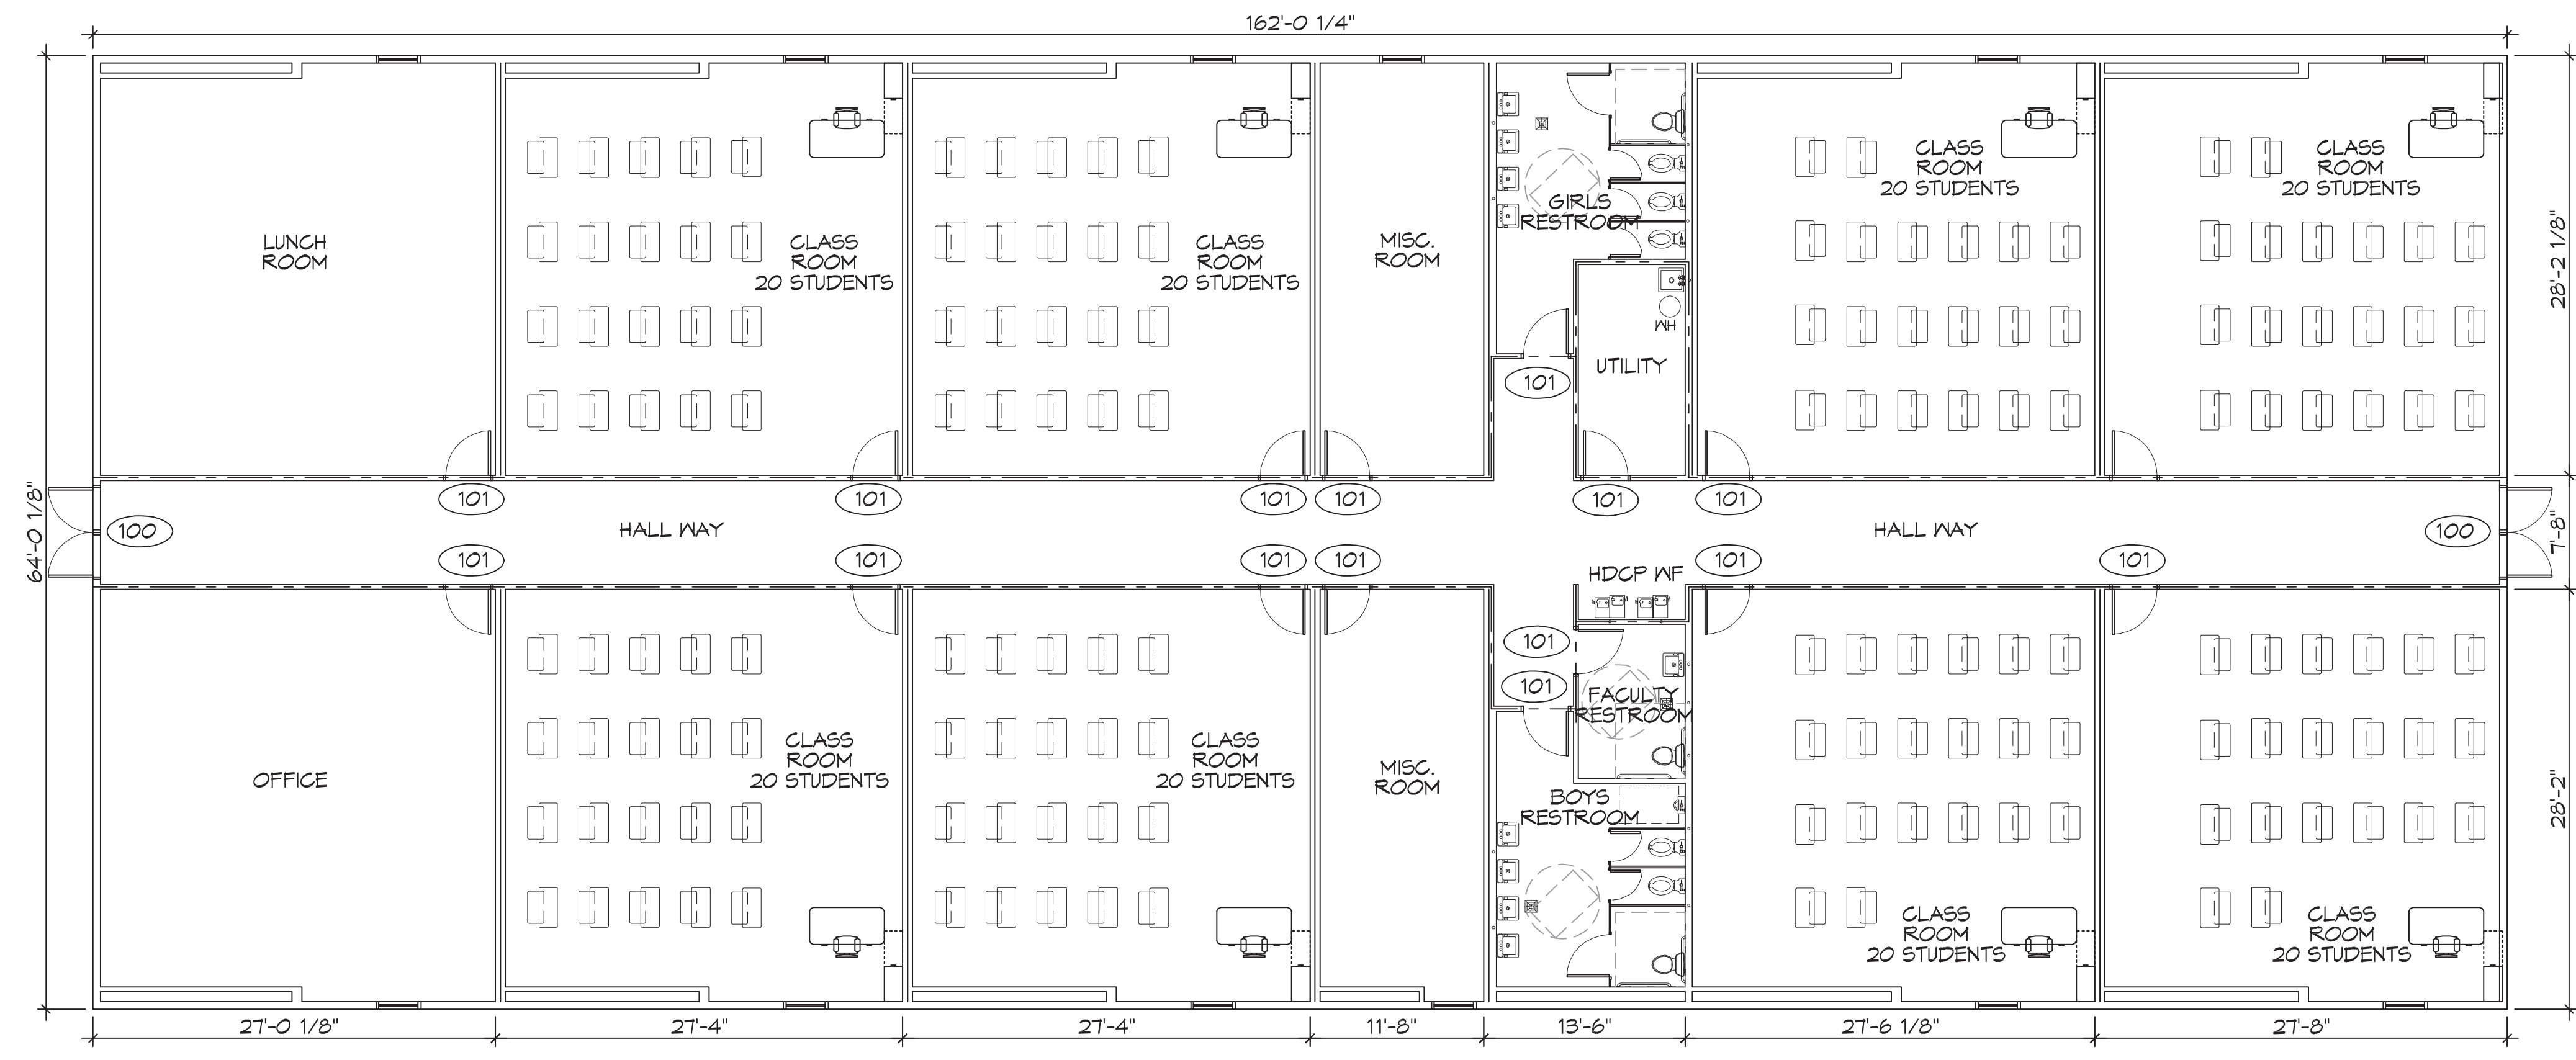 162'-0 1/4"
LUNCH
ROOM
CLASS
ROOM
20 STUDENTS
CLASS
ROOM
20 STUDENTS
MISC.
ROOM
GIRLS
RESTROOM
WH
UTILITY
101
CLASS
ROOM
20 STUDENTS
CLASS
ROOM
20 STUDENTS
28'-2 1/8"
64'-0 1/8"
101
101
101
101
101
101
100
HALL WAY
HALL WAY
100
7'-8"
101
101
101
101
101
101
HDCP WF
101
101
FACULTY
RESTROOM
OFFICE
CLASS
ROOM
20 STUDENTS
CLASS
ROOM
20 STUDENTS
MISC.
ROOM
BOYS
RESTROOM
CLASS
ROOM
20 STUDENTS
CLASS
ROOM
20 STUDENTS
28'-2"
27'-0 1/8"
27'-4"
27'-4"
11'-8"
13'-6"
27'-6 1/8"
27'-8"